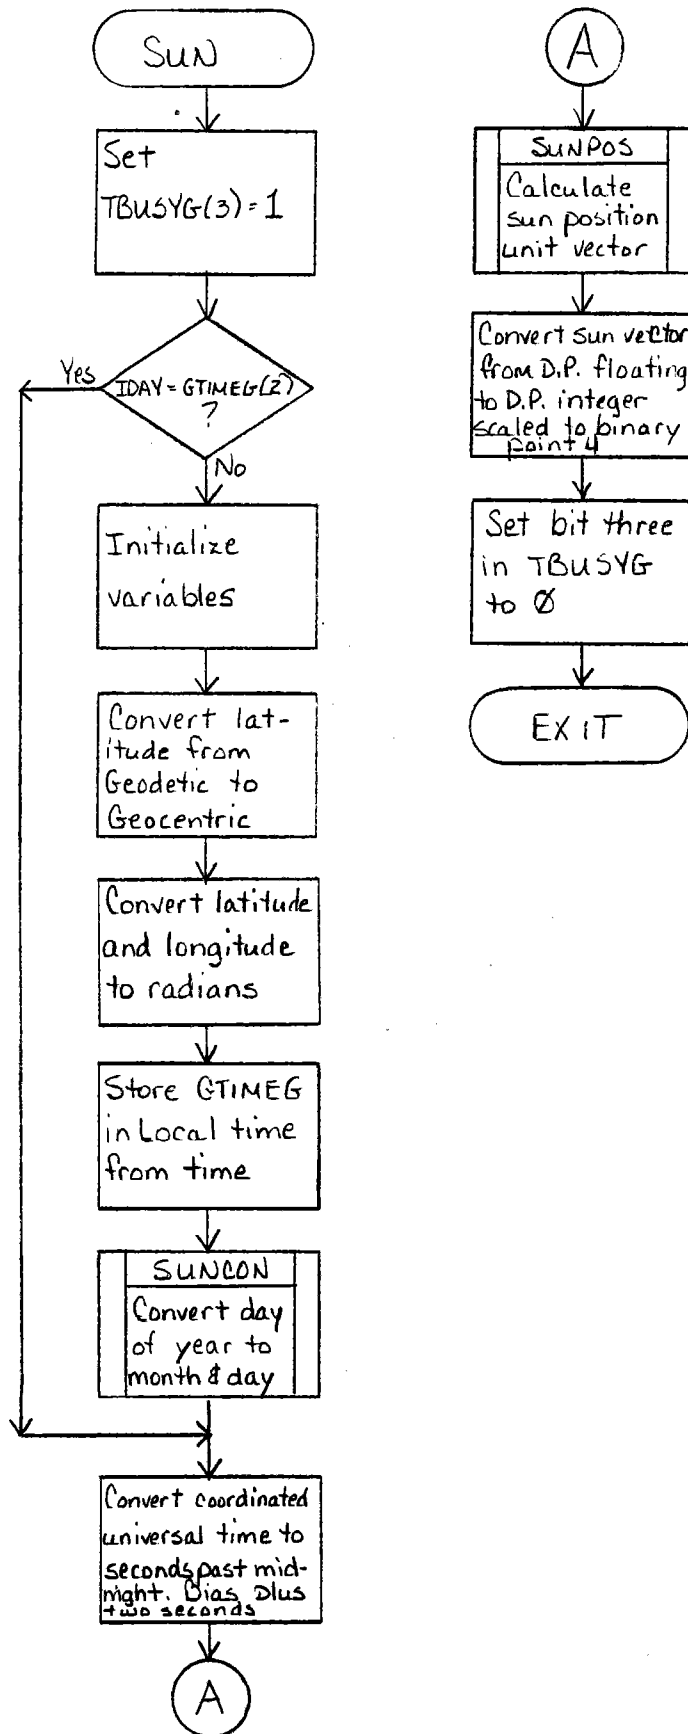 SUN
Set
TBUSYG(3) = 1
Yes
IDAY = GTIMEG(2)
?
No
Initialize
variables
Convert lat-
itude from
Geodetic to
Geocentric
Convert latitude
and longitude
to radians
Store GTIMEG
in Local time
from time
SUNCON
Convert day
of year to
month & day
Convert coordinated
universal time to
seconds past mid-
night. Bias plus
two seconds
A
A
SUNPOS
Calculate
sun position
unit vector
Convert sun vector
from D.P. floating
to D.P. integer
scaled to binary
point 4
Set bit three
in TBUSYG
to Ø
EXIT